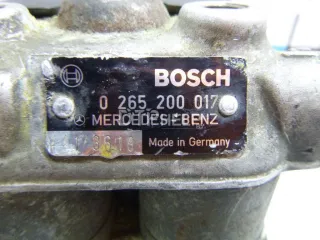 BOSCH
0 265 200 017
MERCEDES-BENZ
Made in Germany